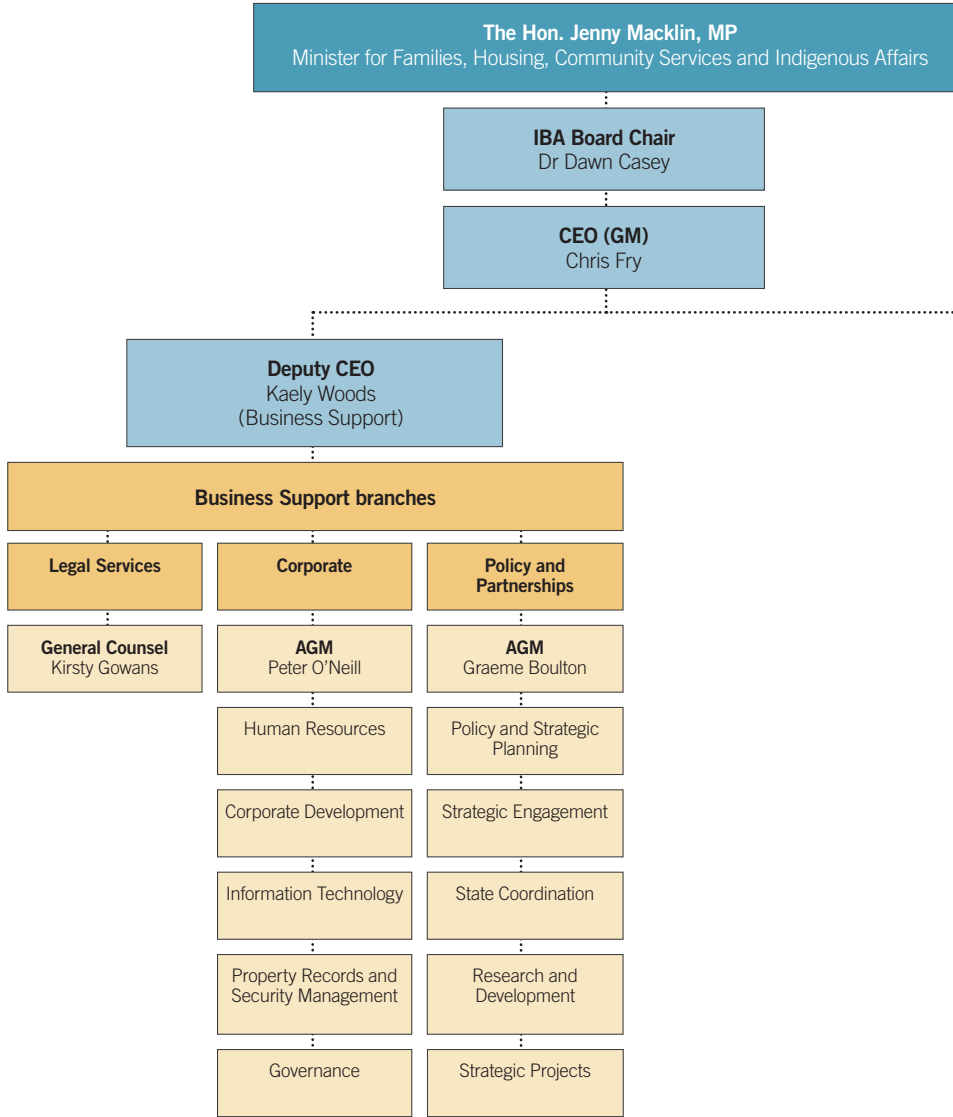 The Hon. Jenny Macklin, MP
Minister for Families, Housing, Community Services and Indigenous Affairs
IBA Board Chair
Dr Dawn Casey
CEO (GM)
Chris Fry
Deputy CEO
Kaely Woods
(Business Support)
Business Support branches
Legal Services
General Counsel
Kirsty Gowans
Corporate
AGM
Peter O’Neill
Human Resources
Corporate Development
Information Technology
Property Records and
Security Management
Governance
Policy and
Partnerships
AGM
Graeme Boulton
Policy and Strategic
Planning
Strategic Engagement
State Coordination
Research and
Development
Strategic Projects